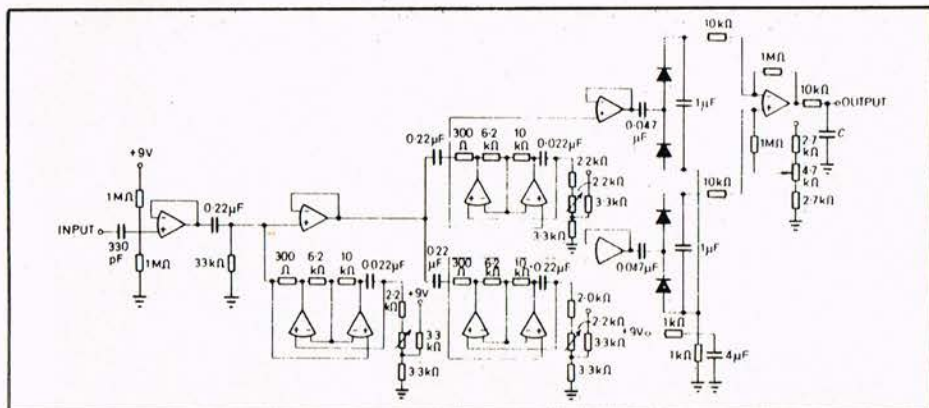 10kΩ
1MΩ
10kΩ
OUTPUT
1μF
0·047
μF
C
1MΩ
2·7
kΩ
4·7
kΩ
2·7kΩ
0·22μF
300
Ω
6·2
kΩ
10
kΩ
0·022μF
2·2kΩ
2·2kΩ
3·3kΩ
3·3kΩ
10kΩ
1μF
0·047μF
+9V
1MΩ
INPUT
330
pF
1MΩ
0·22μF
33kΩ
300
Ω
6·2
kΩ
10
kΩ
0·022μF
2·2
kΩ
+9V
3·3
kΩ
3·3kΩ
0·22
μF
300
Ω
6·2
kΩ
10
kΩ
0·22μF
2·0kΩ
2·2kΩ
3·3kΩ
3·3kΩ
+9V
1kΩ
1kΩ
4μF